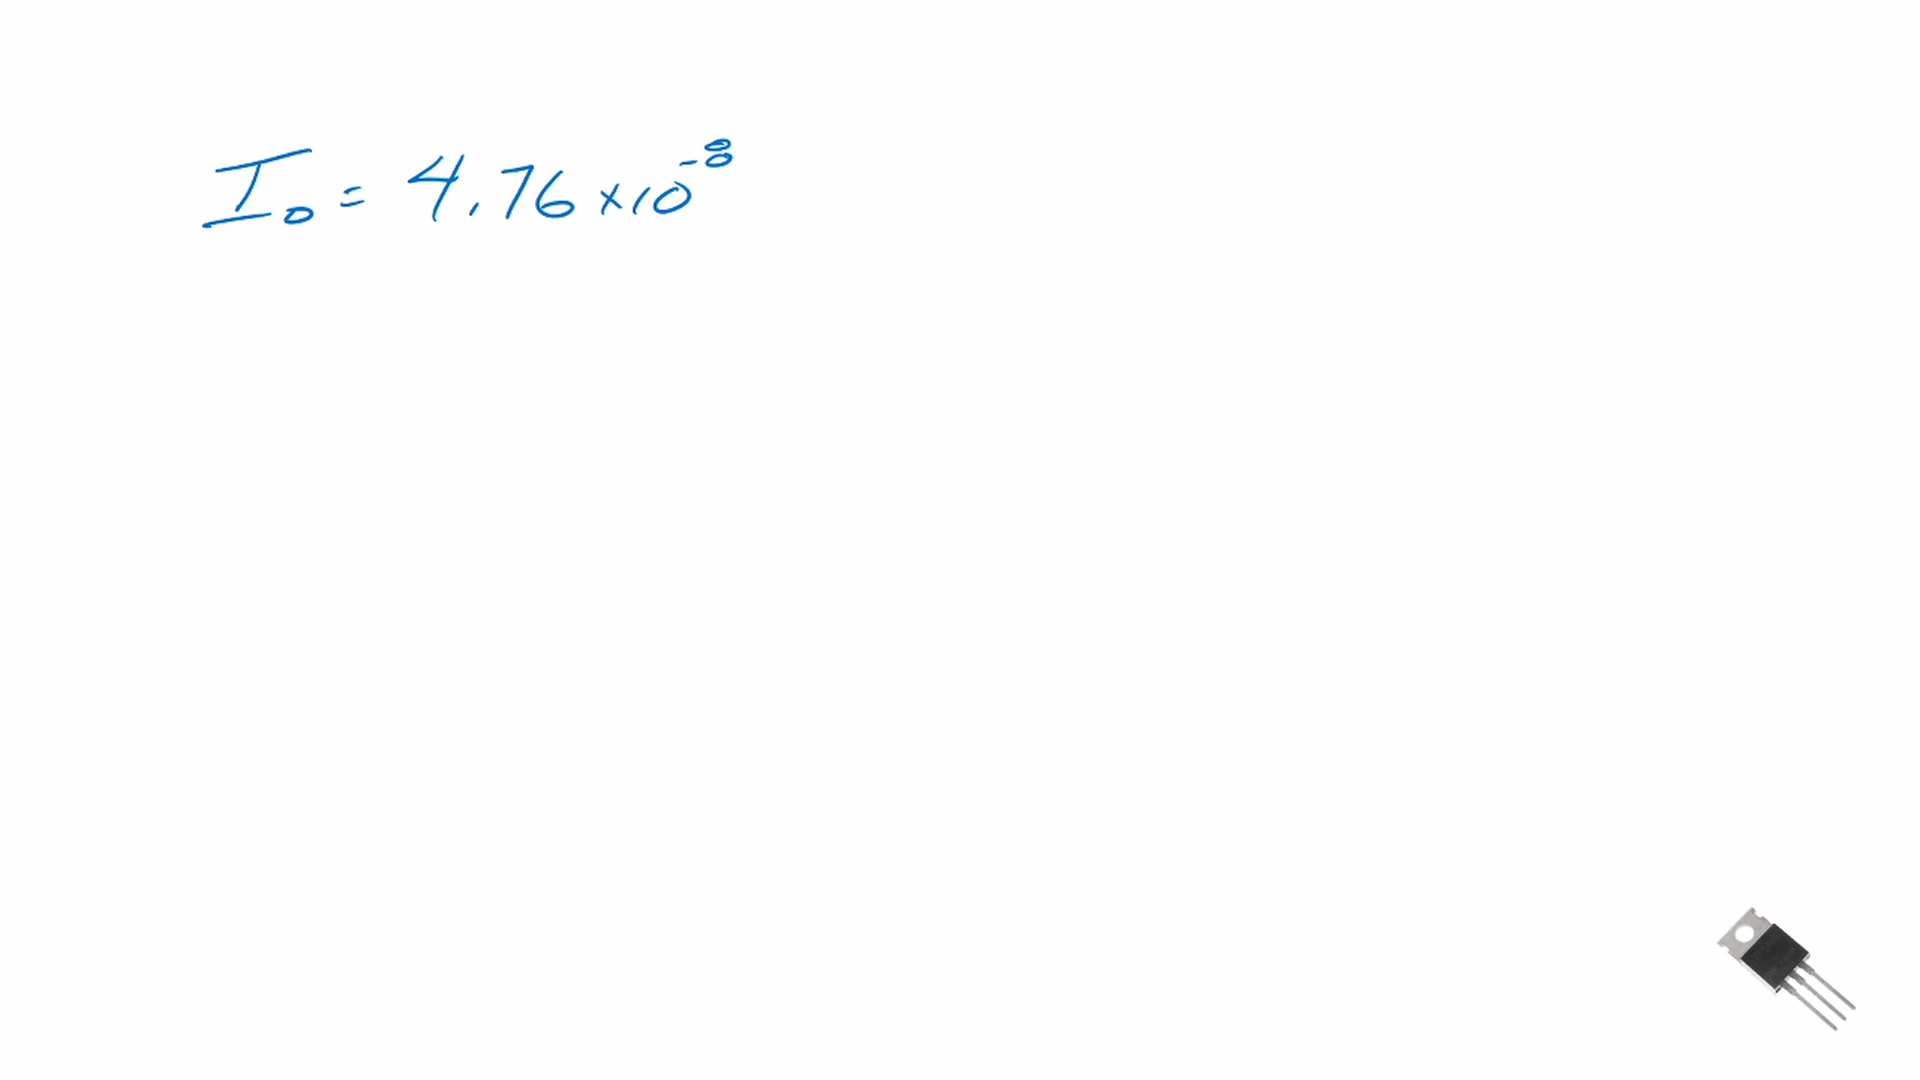 I₀ = 4.76 × 10⁻⁸